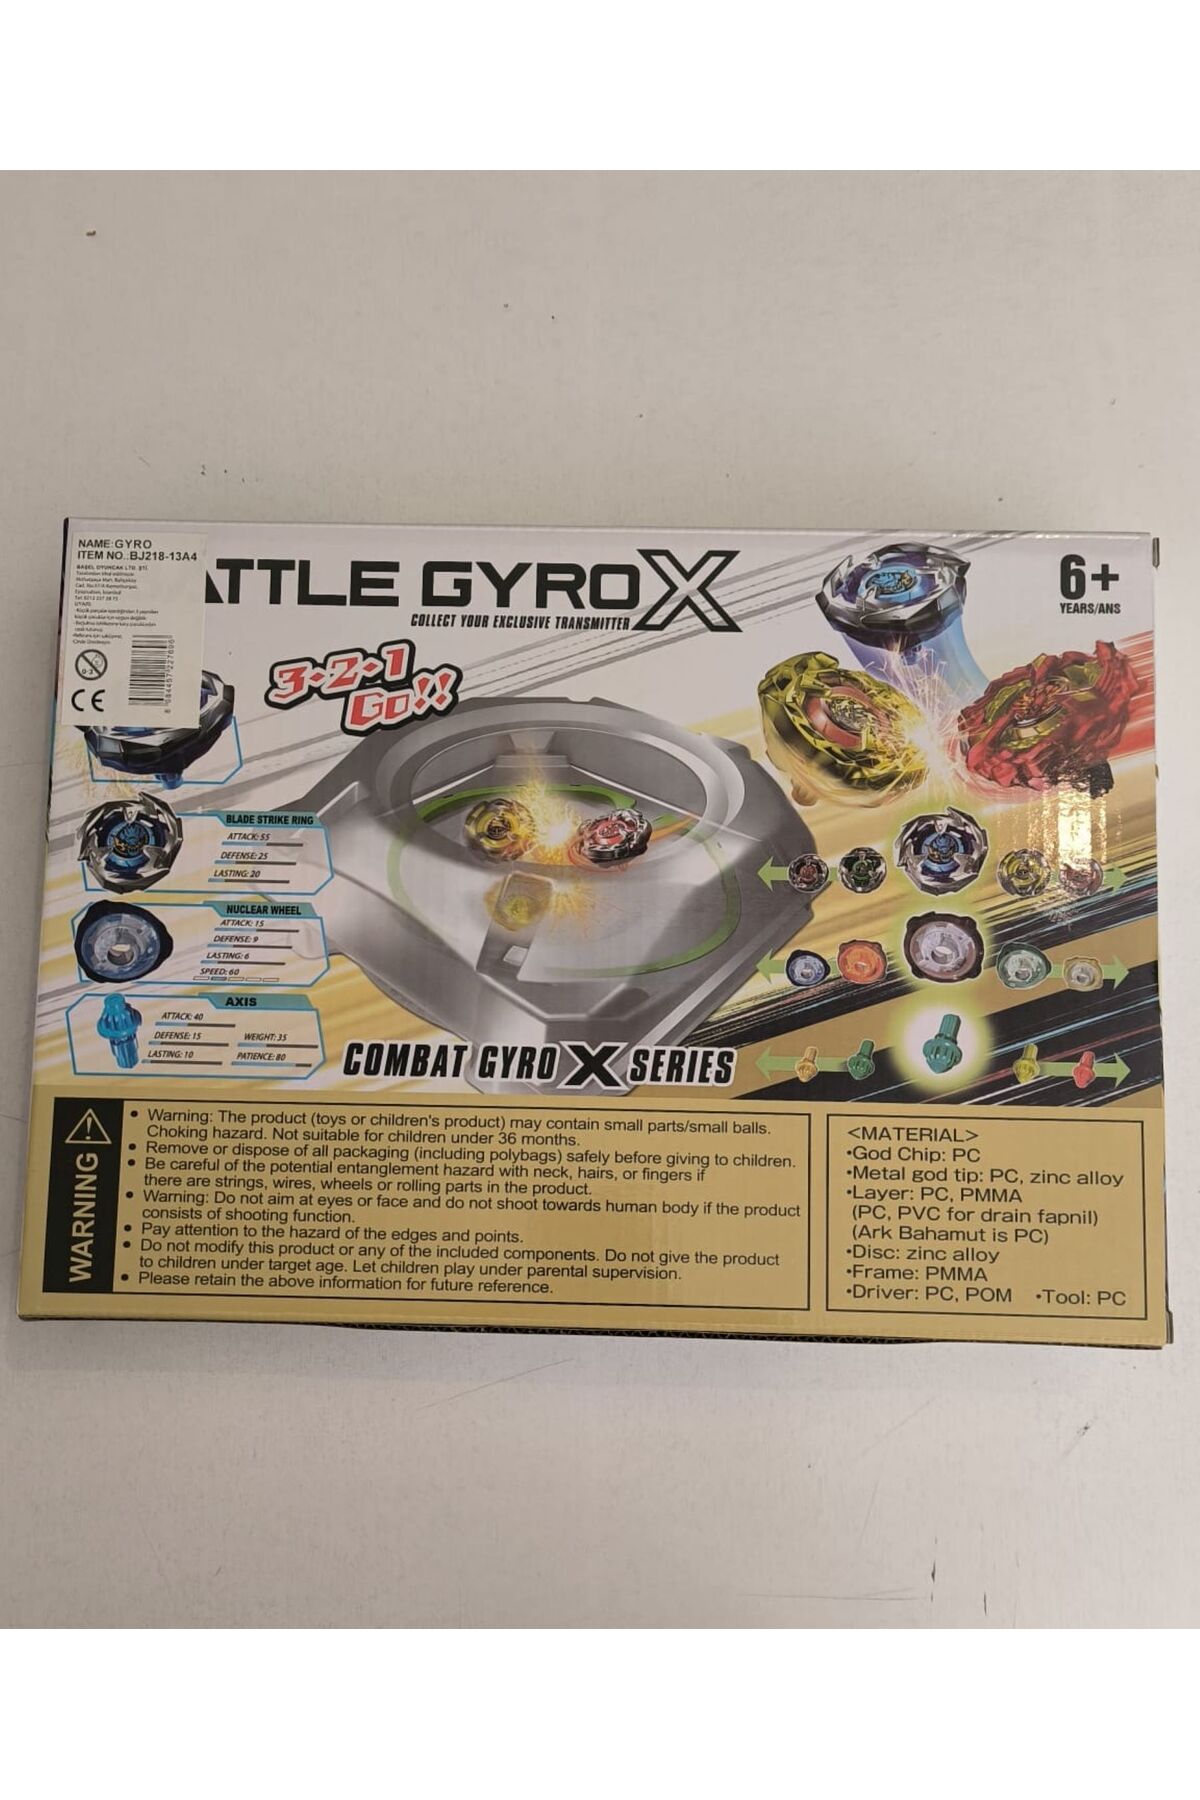 NAME:GYRO
ITEM NO.:BJ218-13A4
BAŞEL OYUNCAK LTD. ŞTİ.
Tel: 0212 237 38 75
UYARI:
0-3
CE
8 084457 227696
ATTLE GYRO X
COLLECT YOUR EXCLUSIVE TRANSMITTER
6+
YEARS/ANS
3•2•1
Go!!
BLADE STRIKE RING
ATTACK: 55
DEFENSE: 25
LASTING: 20
NUCLEAR WHEEL
ATTACK: 15
DEFENSE: 9
LASTING: 6
SPEED: 60
AXIS
ATTACK: 40
DEFENSE: 15 WEIGHT: 35
LASTING: 10 PATIENCE: 80
COMBAT GYRO X SERIES
WARNING
• Warning: The product (toys or children's product) may contain small parts/small balls.
Choking hazard. Not suitable for children under 36 months.
• Remove or dispose of all packaging (including polybags) safely before giving to children.
• Be careful of the potential entanglement hazard with neck, hairs, or fingers if
there are strings, wires, wheels or rolling parts in the product.
• Warning: Do not aim at eyes or face and do not shoot towards human body if the product
consists of shooting function.
• Pay attention to the hazard of the edges and points.
• Do not modify this product or any of the included components. Do not give the product
to children under target age. Let children play under parental supervision.
• Please retain the above information for future reference.
<MATERIAL>
•God Chip: PC
•Metal god tip: PC, zinc alloy
•Layer: PC, PMMA
(PC, PVC for drain fapnil)
(Ark Bahamut is PC)
•Disc: zinc alloy
•Frame: PMMA
•Driver: PC, POM •Tool: PC